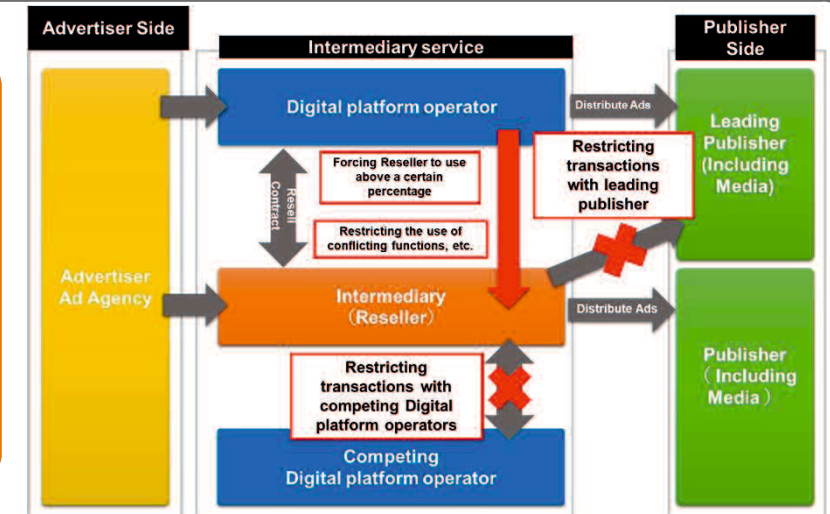 Advertiser Side
Intermediary service
Publisher
Side
Digital platform operator
Distribute Ads
Leading
Publisher
(Including
Media)
Restricting
transactions
with leading
publisher
Forcing Reseller to use
above a certain
percentage
Resell
Contract
Restricting the use of
conflicting functions, etc.
Advertiser
Ad Agency
Intermediary
（Reseller）
Distribute Ads
Publisher
（Including
Media）
Restricting
transactions with
competing Digital
platform operators
Competing
Digital platform operator